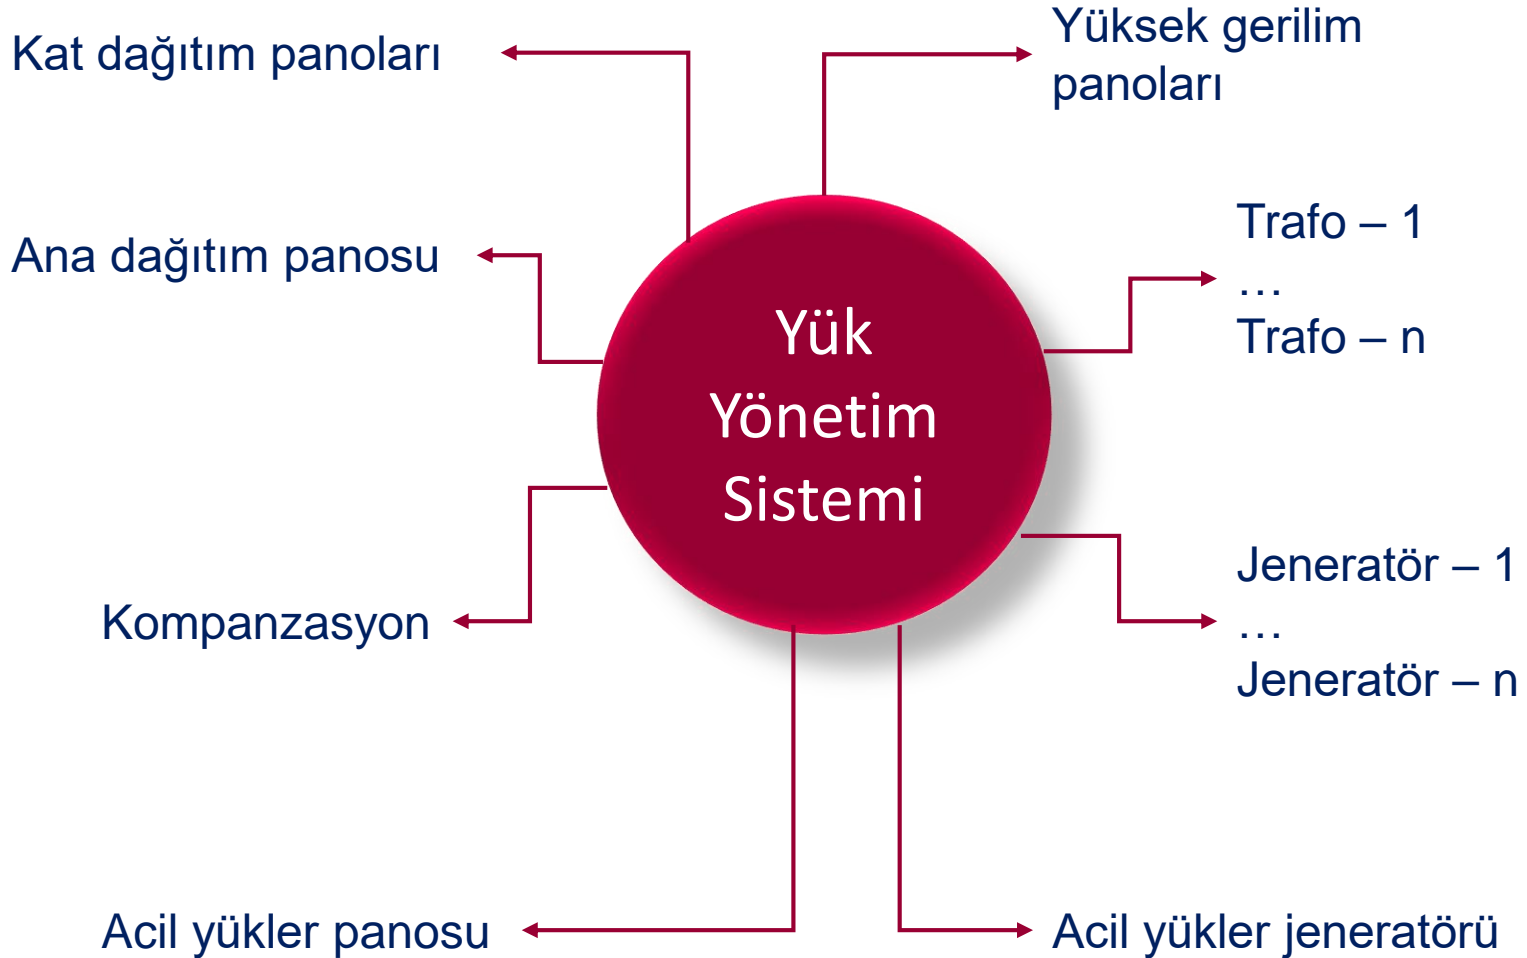 Kat dağıtım panoları
Yüksek gerilim
panoları
Ana dağıtım panosu
Trafo – 1
…
Trafo – n
Yük
Yönetim
Sistemi
Kompanzasyon
Jeneratör – 1
…
Jeneratör – n
Acil yükler panosu
Acil yükler jeneratörü